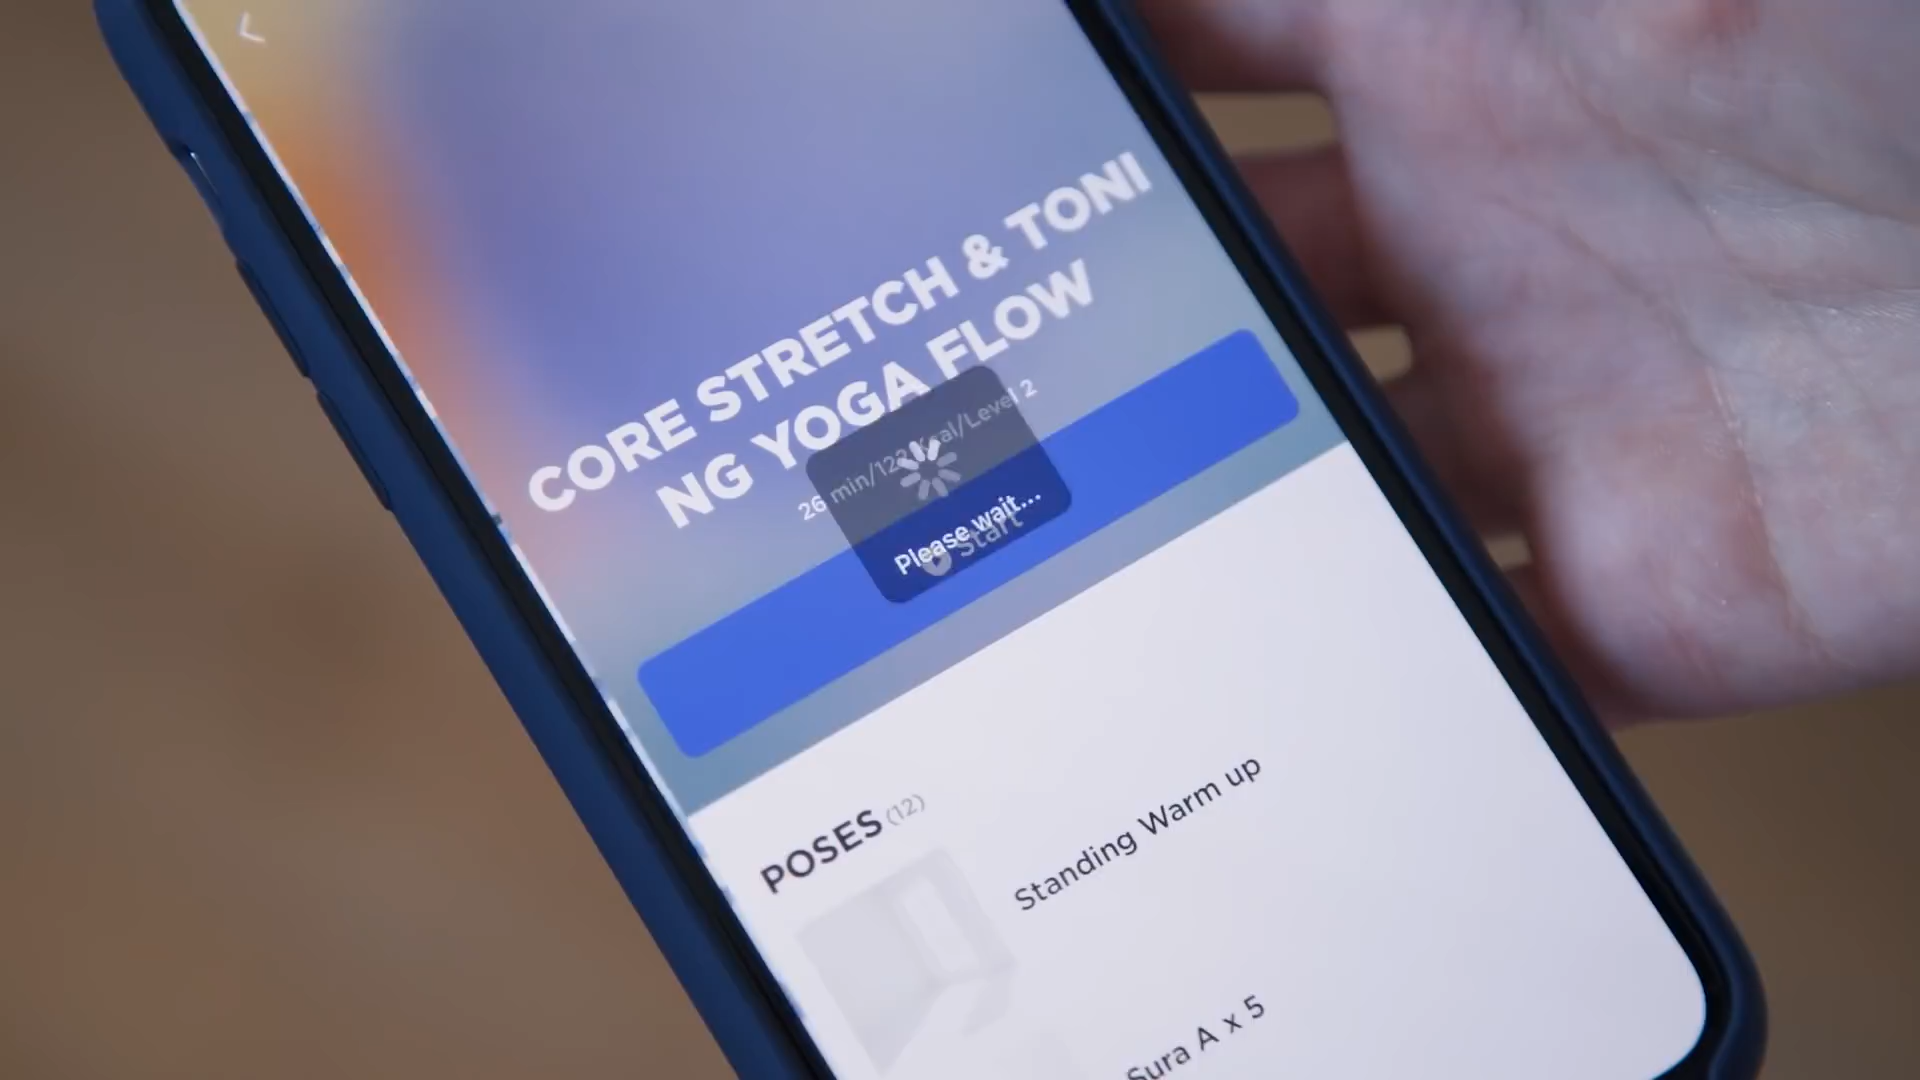 CORE STRETCH & TONI
NG YOGA FLOW
26 min/122 Kcal/Level 2
Please wait...
Start
POSES (12)
Standing Warm up
Sura A x 5